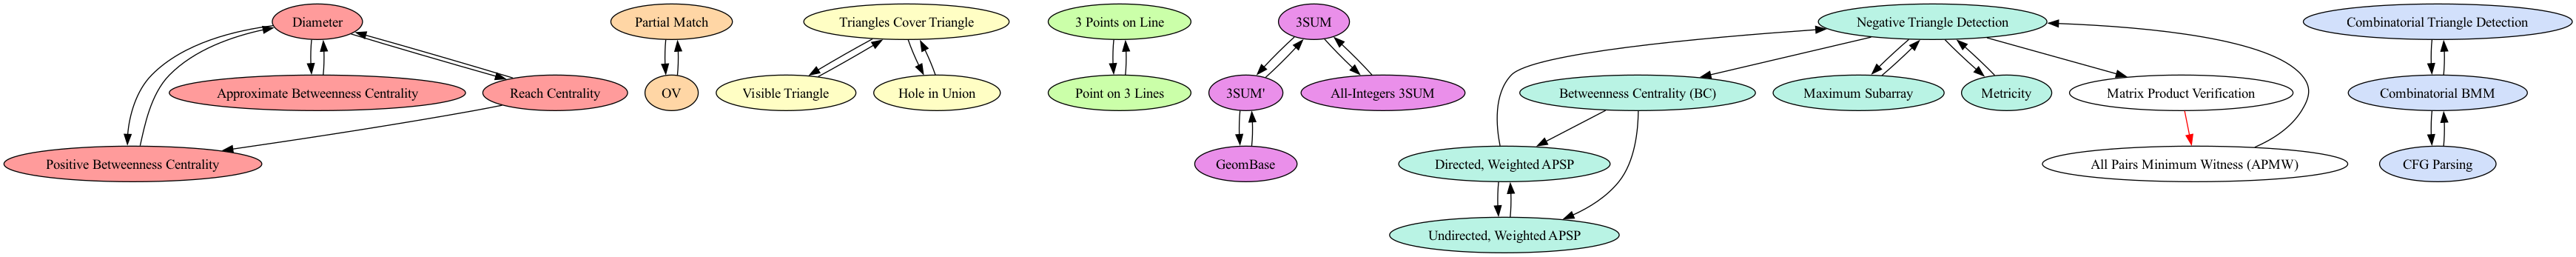 Diameter
Partial Match
Triangles Cover Triangle
3 Points on Line
3SUM
Negative Triangle Detection
Combinatorial Triangle Detection
Approximate Betweenness Centrality
Reach Centrality
OV
Visible Triangle
Hole in Union
Point on 3 Lines
3SUM'
All-Integers 3SUM
Betweenness Centrality (BC)
Maximum Subarray
Metricity
Matrix Product Verification
Combinatorial BMM
Positive Betweenness Centrality
GeomBase
Directed, Weighted APSP
All Pairs Minimum Witness (APMW)
CFG Parsing
Undirected, Weighted APSP